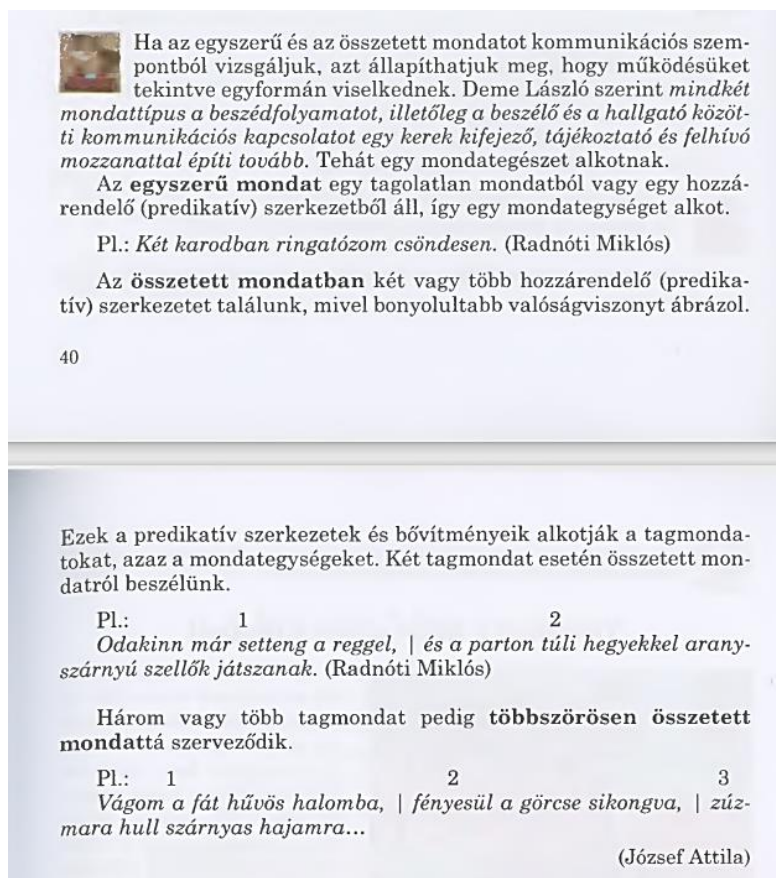 Ha az egyszerű és az összetett mondatot kommunikációs szem-
pontból vizsgáljuk, azt állapíthatjuk meg, hogy működésüket
tekintve egyformán viselkednek. Deme László szerint mindkét
mondattípus a beszédfolyamatot, illetőleg a beszélő és a hallgató közöt-
ti kommunikációs kapcsolatot egy kerek kifejező, tájékoztató és felhívó
mozzanattal építi tovább. Tehát egy mondategészet alkotnak.
Az egyszerű mondat egy tagolatlan mondatból vagy egy hozzá-
rendelő (predikatív) szerkezetből áll, így egy mondategységet alkot.
Pl.: Két karodban ringatózom csöndesen. (Radnóti Miklós)
Az összetett mondatban két vagy több hozzárendelő (predika-
tív) szerkezetet találunk, mivel bonyolultabb valóságviszonyt ábrázol.
40
Ezek a predikatív szerkezetek és bővítményeik alkotják a tagmonda-
tokat, azaz a mondategységeket. Két tagmondat esetén összetett mon-
datról beszélünk.
Pl.: 1 2
Odakinn már setteng a reggel, | és a parton túli hegyekkel arany-
szárnyú szellők játszanak. (Radnóti Miklós)
Három vagy több tagmondat pedig többszörösen összetett
mondattá szerveződik.
Pl.: 1 2 3
Vágom a fát hűvös halomba, | fényesül a görcse sikongva, | zúz-
mara hull szárnyas hajamra...
(József Attila)